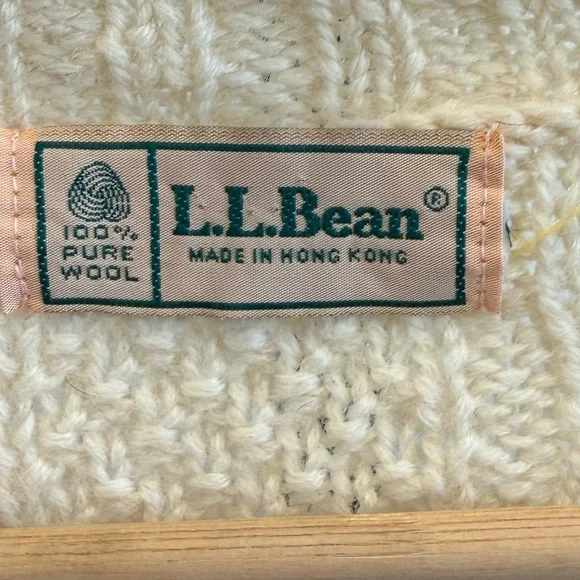 100%
PURE
WOOL
L.L.Bean®
MADE IN HONG KONG